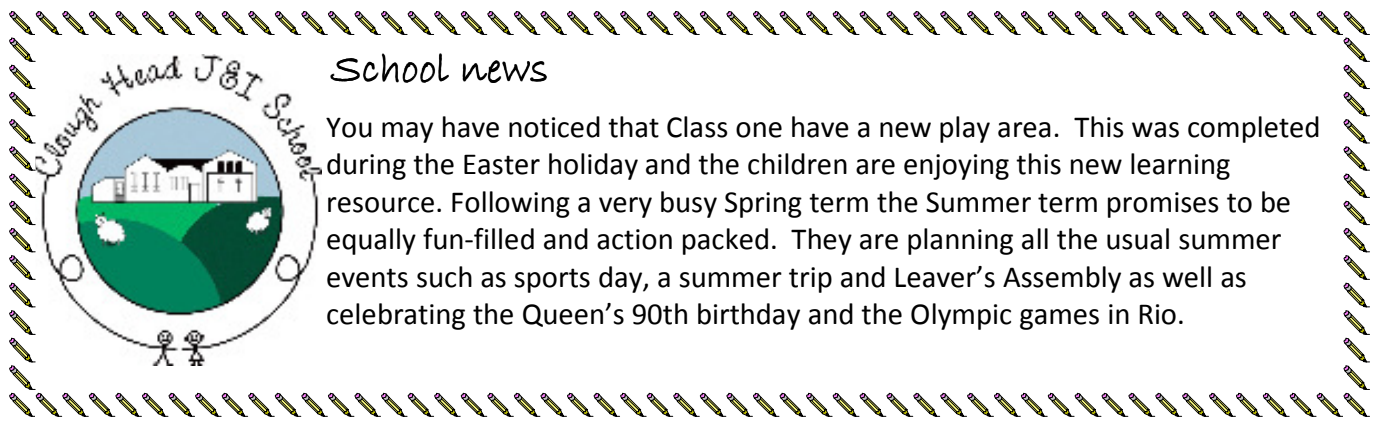 Clough Head J&I School
School news
You may have noticed that Class one have a new play area.  This was completed
during the Easter holiday and the children are enjoying this new learning
resource. Following a very busy Spring term the Summer term promises to be
equally fun-filled and action packed.  They are planning all the usual summer
events such as sports day, a summer trip and Leaver’s Assembly as well as
celebrating the Queen’s 90th birthday and the Olympic games in Rio.